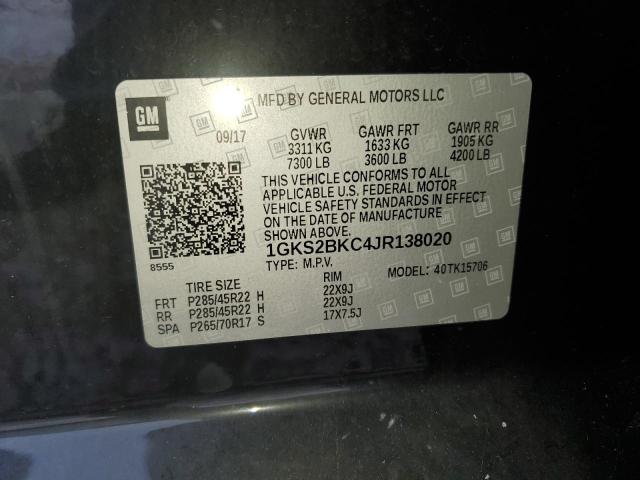 GM
MFD BY GENERAL MOTORS LLC
09/17 GVWR GAWR FRT GAWR RR
3311 KG 1633 KG 1905 KG
7300 LB 3600 LB 4200 LB
THIS VEHICLE CONFORMS TO ALL
APPLICABLE U.S. FEDERAL MOTOR
VEHICLE SAFETY STANDARDS IN EFFECT
ON THE DATE OF MANUFACTURE
1GKS2BKC4JR138020
8555 TYPE: M.P.V. MODEL: 40TK15706
TIRE SIZE RIM
FRT P285/45R22 H 22X9J
RR P285/45R22 H 22X9J
SPA P265/70R17 S 17X7.5J